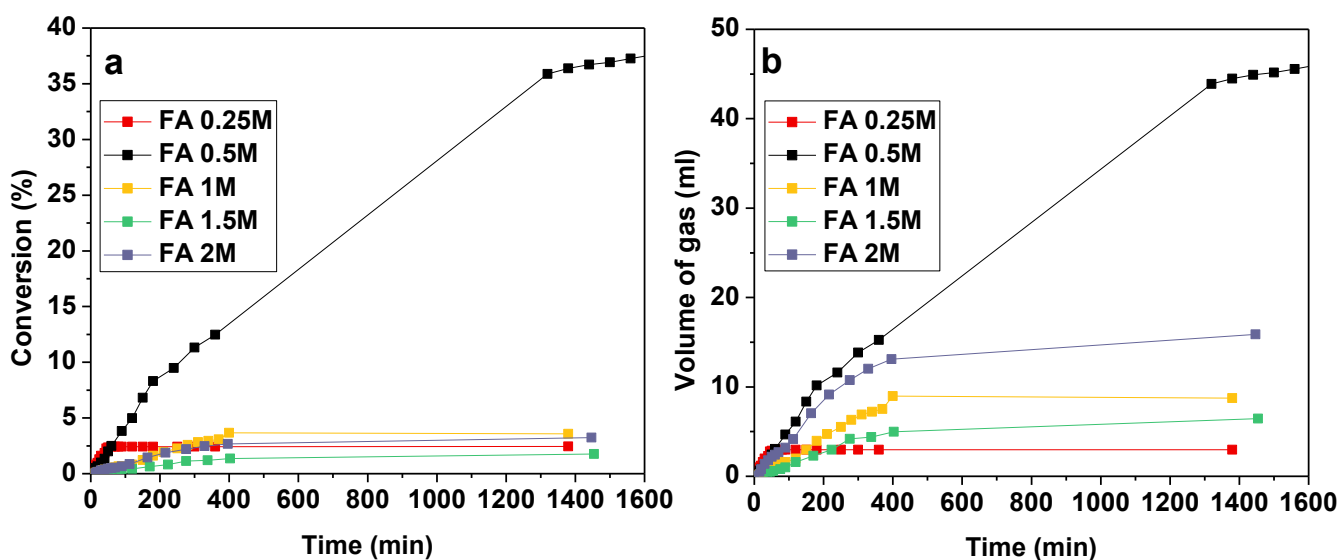 a
Conversion (%)
40
35
30
25
20
15
10
5
0
FA 0.25M
FA 0.5M
FA 1M
FA 1.5M
FA 2M
0 200 400 600 800 1000 1200 1400 1600
Time (min)
b
Volume of gas (ml)
50
40
30
20
10
0
FA 0.25M
FA 0.5M
FA 1M
FA 1.5M
FA 2M
0 200 400 600 800 1000 1200 1400 1600
Time (min)